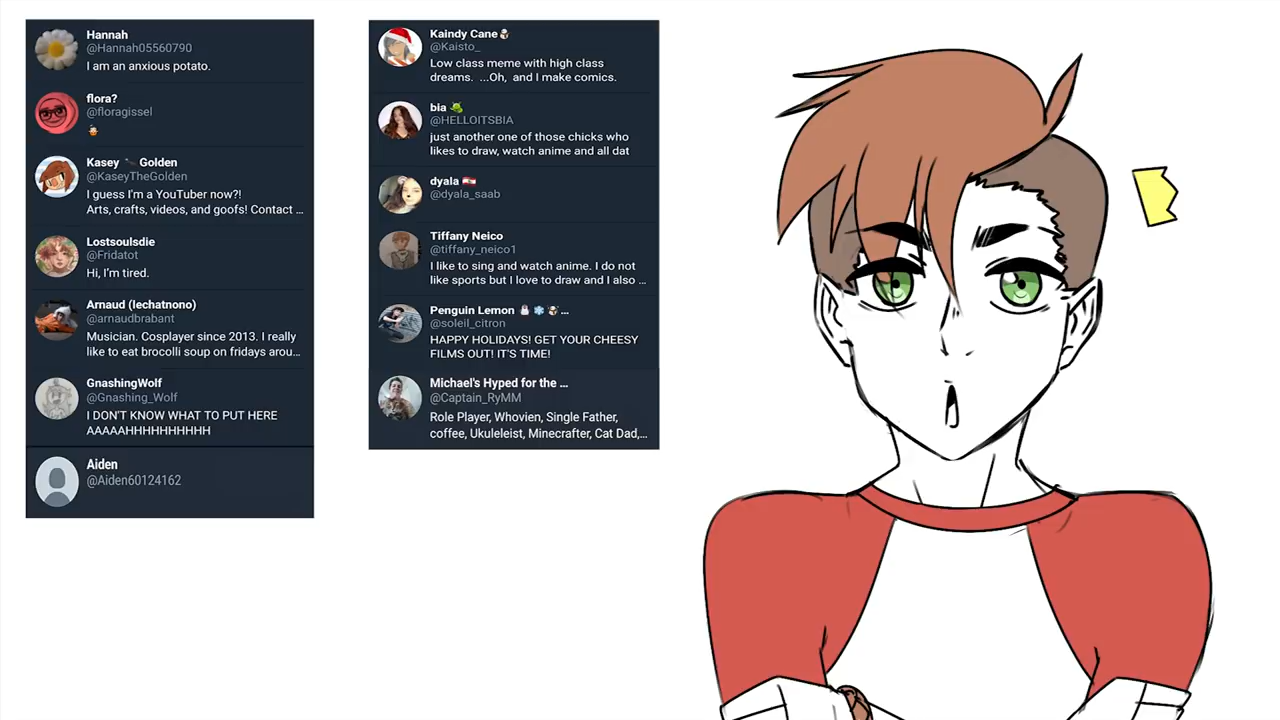 Hannah
@Hannah05560790
I am an anxious potato.
flora?
@floragissel
Kasey Golden
@KaseyTheGolden
I guess I'm a YouTuber now?!
Arts, crafts, videos, and goofs! Contact ...
Lostsoulsdie
@Fridatot
Hi, I'm tired.
Arnaud (lechatnono)
@arnaudbrabant
Musician. Cosplayer since 2013. I really
like to eat brocolli soup on fridays arou...
GnashingWolf
@Gnashing_Wolf
I DON'T KNOW WHAT TO PUT HERE
AAAAAHHHHHHHHHH
Aiden
@Aiden60124162
Kaindy Cane
@Kaisto_
Low class meme with high class
dreams. ...Oh, and I make comics.
bia
@HELLOITSBIA
just another one of those chicks who
likes to draw, watch anime and all dat
dyala
@dyala_saab
Tiffany Neico
@tiffany_neico1
I like to sing and watch anime. I do not
like sports but I love to draw and I also ...
Penguin Lemon ...
@soleil_citron
HAPPY HOLIDAYS! GET YOUR CHEESY
FILMS OUT! IT'S TIME!
Michael's Hyped for the ...
@Captain_RyMM
Role Player, Whovien, Single Father,
coffee, Ukuleleist, Minecrafter, Cat Dad,...